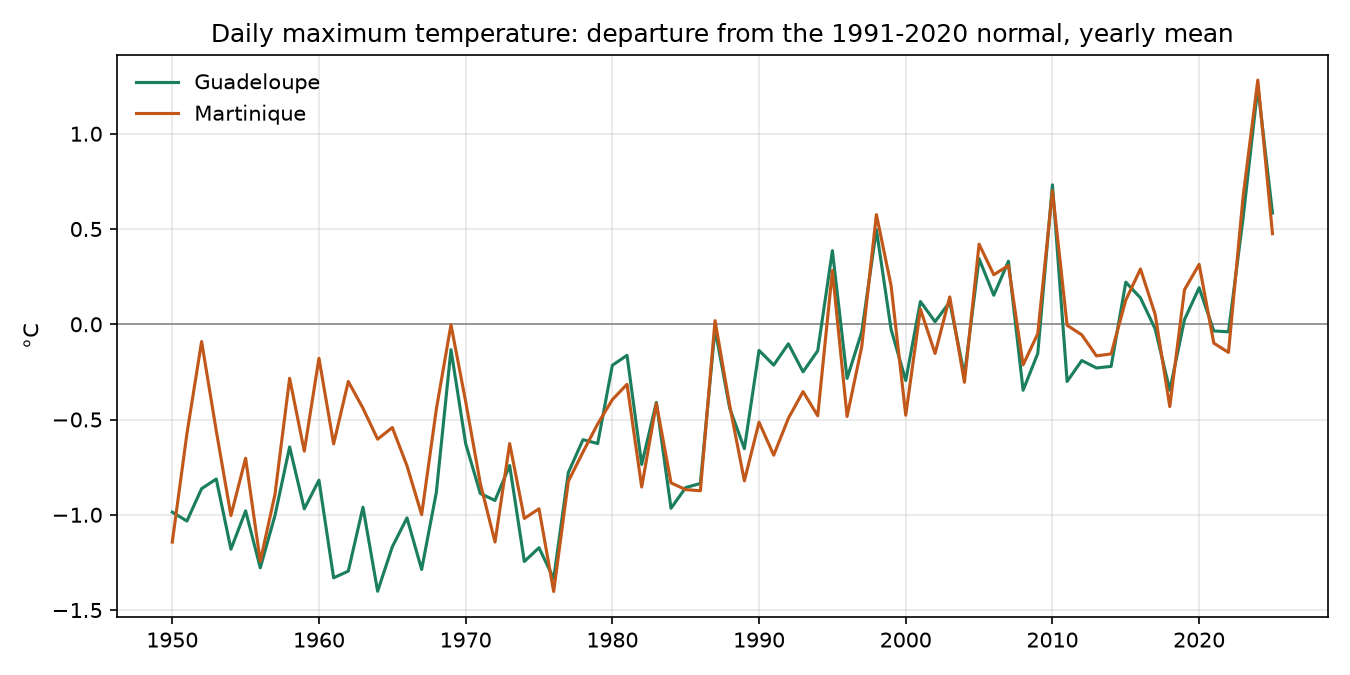 Daily maximum temperature: departure from the 1991-2020 normal, yearly mean
Guadeloupe
Martinique
°C
1.0
0.5
0.0
−0.5
−1.0
−1.5
1950 1960 1970 1980 1990 2000 2010 2020